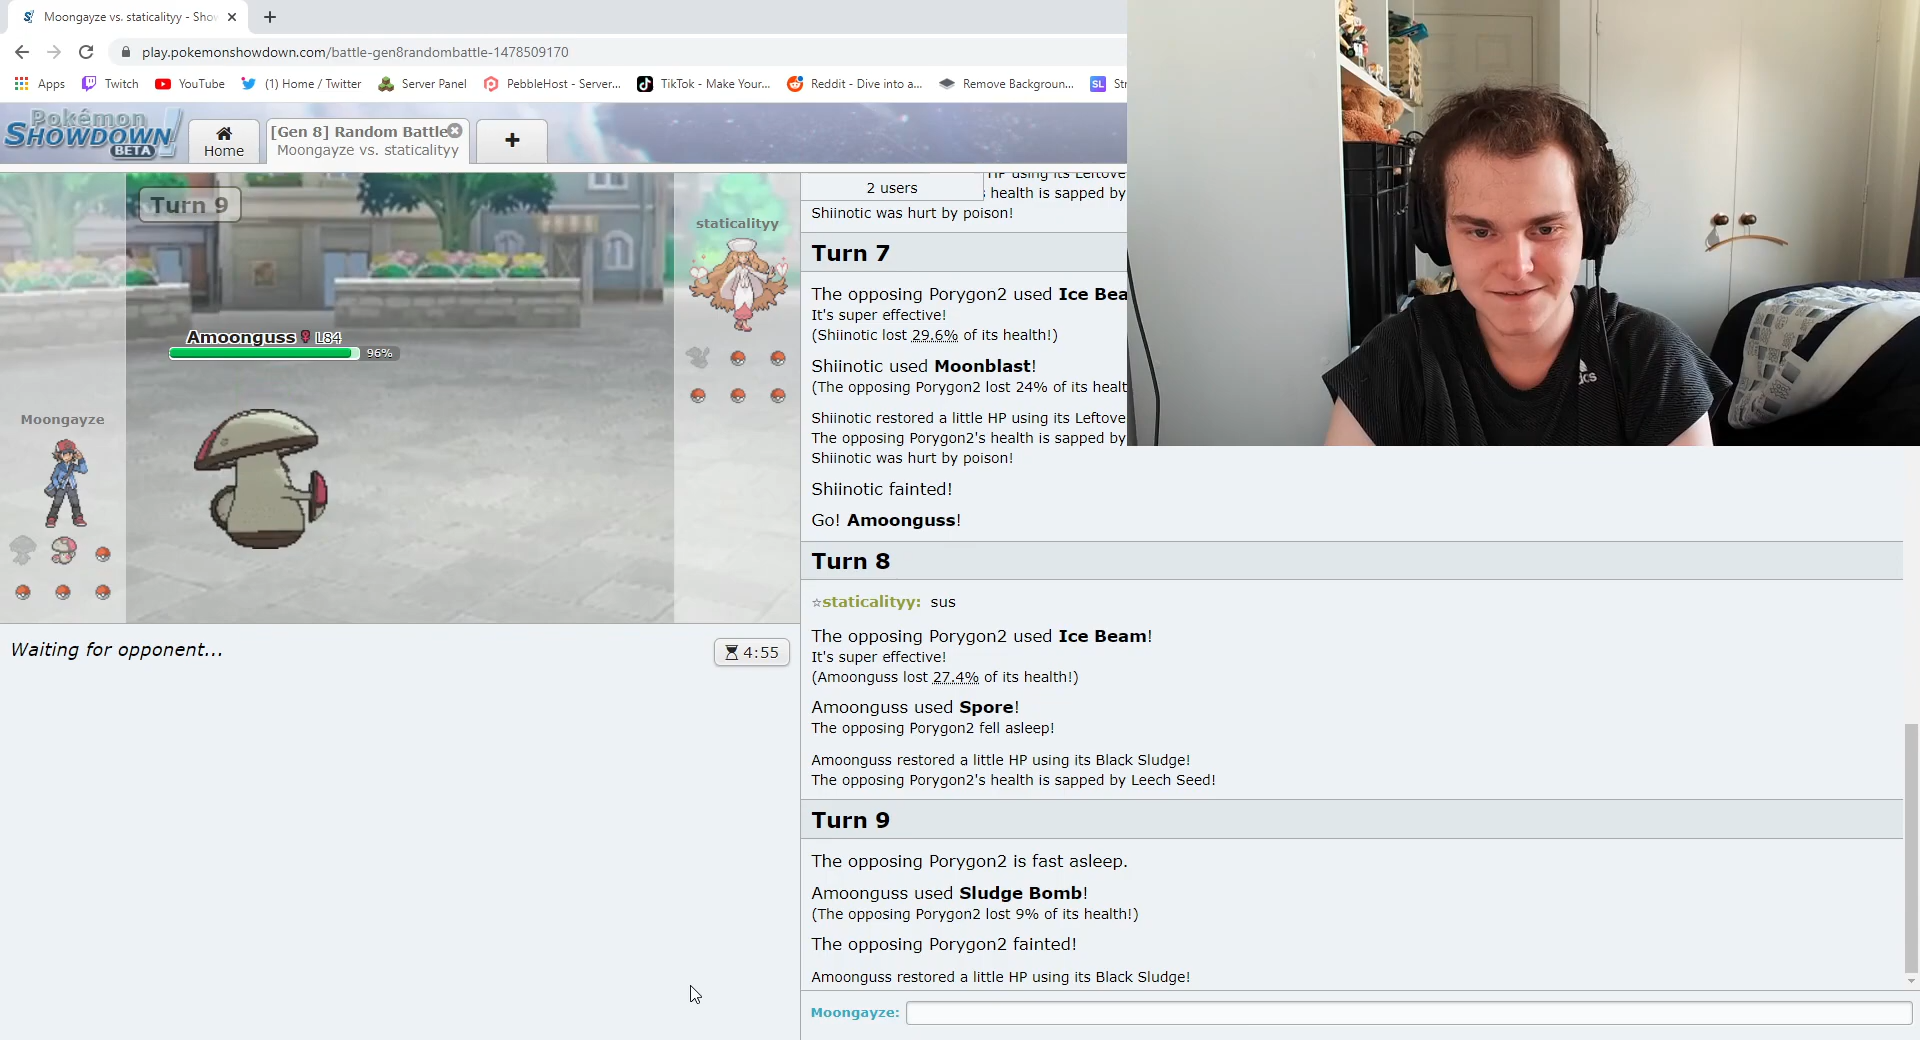 Moongayze vs. staticalityy - Show
play.pokemonshowdown.com/battle-gen8randombattle-1478509170
Apps
Twitch
YouTube
(1) Home / Twitter
Server Panel
PebbleHost - Server...
TikTok - Make Your...
Reddit - Dive into a...
Remove Backgroun...
SL
Pokémon
SHOWDOWN!
BETA
Home
[Gen 8] Random Battle
Moongayze vs. staticalityy
Turn 9
staticalityy
Amoonguss L84
96%
Moongayze
Waiting for opponent...
4:55
2 users
HP using its
health is sapped by
Shiinotic was hurt by poison!
Turn 7
The opposing Porygon2 used Ice Bea
It's super effective!
(Shiinotic lost 29.6% of its health!)
Shiinotic used Moonblast!
(The opposing Porygon2 lost 24% of its healt
Shiinotic restored a little HP using its Leftove
The opposing Porygon2's health is sapped by
Shiinotic was hurt by poison!
Shiinotic fainted!
Go! Amoonguss!
Turn 8
☆staticalityy: sus
The opposing Porygon2 used Ice Beam!
It's super effective!
(Amoonguss lost 27.4% of its health!)
Amoonguss used Spore!
The opposing Porygon2 fell asleep!
Amoonguss restored a little HP using its Black Sludge!
The opposing Porygon2's health is sapped by Leech Seed!
Turn 9
The opposing Porygon2 is fast asleep.
Amoonguss used Sludge Bomb!
(The opposing Porygon2 lost 9% of its health!)
The opposing Porygon2 fainted!
Amoonguss restored a little HP using its Black Sludge!
Moongayze: